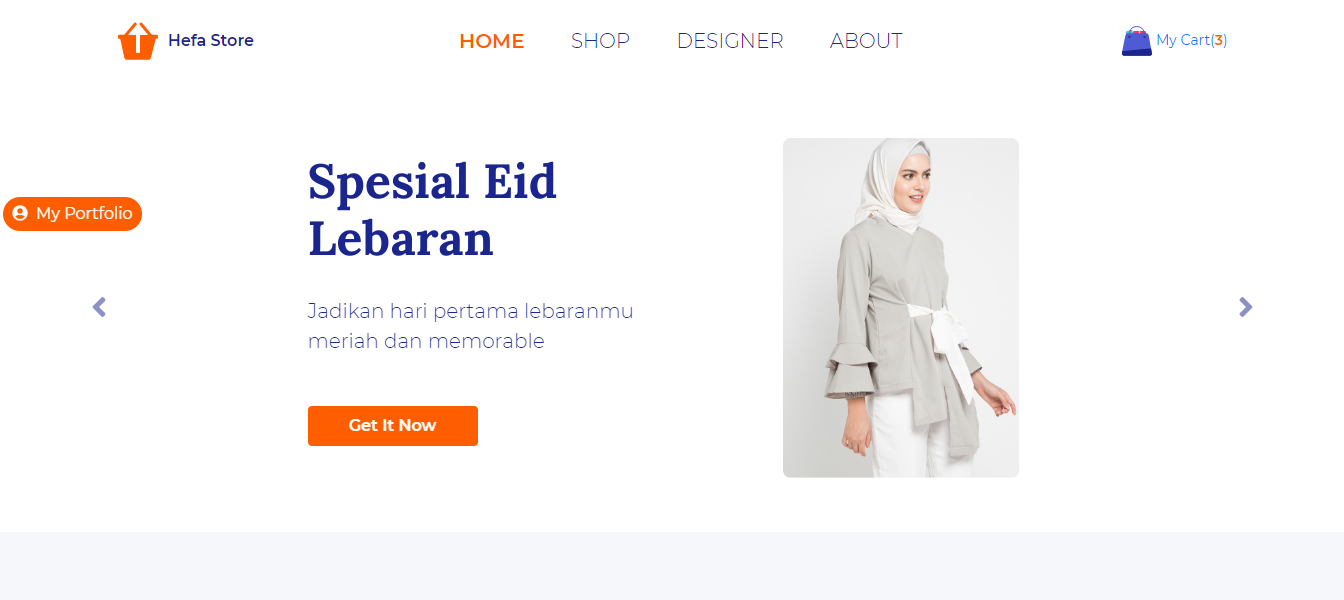 Hefa Store
HOME SHOP DESIGNER ABOUT
My Cart(3)
Spesial Eid
Lebaran
My Portfolio
Jadikan hari pertama lebaranmu
meriah dan memorable
Get It Now